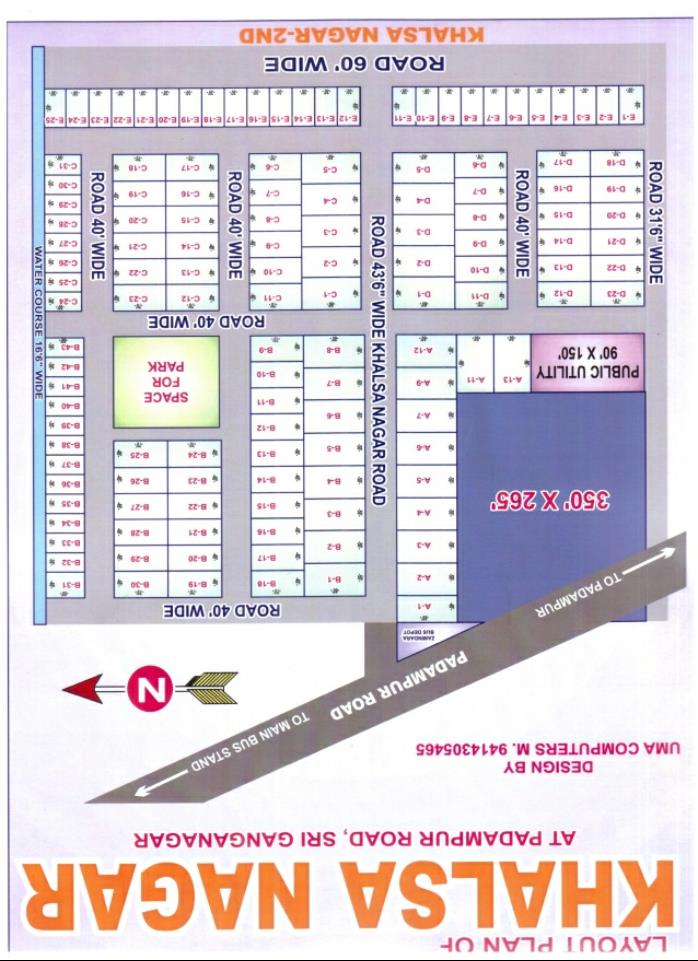 LAYOUT PLAN OF
KHALSA NAGAR
AT PADAMPUR ROAD, SRI GANGANAGAR
DESIGN BY
UMA COMPUTERS M. 9414305465
TO MAIN BUS STAND
PADAMPUR ROAD
TO PADAMPUR
N
ZAMINDARA
BUS DEPOT
350' X 265'
PUBLIC UTILITY
90' X 150'
A-1
A-2
A-3
A-4
A-5
A-6
A-7
A-9
A-12
A-13
A-11
ROAD 43'6" WIDE KHALSA NAGAR ROAD
ROAD 40' WIDE
B-1
B-2
B-3
B-4
B-5
B-6
B-7
B-8
B-18
B-17
B-16
B-15
B-14
B-13
B-12
B-11
B-10
B-9
B-19
B-20
B-21
B-22
B-23
B-24
B-30
B-29
B-28
B-27
B-26
B-25
SPACE
FOR
PARK
B-31
B-32
B-33
B-34
B-35
B-36
B-37
B-38
B-39
B-40
B-41
B-42
B-43
WATER COURSE 16'6" WIDE
ROAD 40' WIDE
ROAD 31'6" WIDE
D-23
D-22
D-21
D-20
D-19
D-18
D-12
D-13
D-14
D-15
D-16
D-17
ROAD 40' WIDE
D-10
D-9
D-8
D-7
D-6
D-1
D-2
D-3
D-4
D-5
C-1
C-2
C-3
C-4
C-5
C-11
C-10
C-9
C-8
C-7
C-6
ROAD 40' WIDE
C-12
C-13
C-14
C-15
C-16
C-17
C-23
C-22
C-21
C-20
C-19
C-18
ROAD 40' WIDE
C-24
C-25
C-26
C-27
C-28
C-29
C-30
C-31
E-1 E-2 E-3 E-4 E-5 E-6 E-7 E-8 E-9 E-10 E-11 E-12 E-13 E-14 E-15 E-16 E-17 E-18 E-19 E-20 E-21 E-22 E-23 E-24 E-25
ROAD 60' WIDE
KHALSA NAGAR-2ND